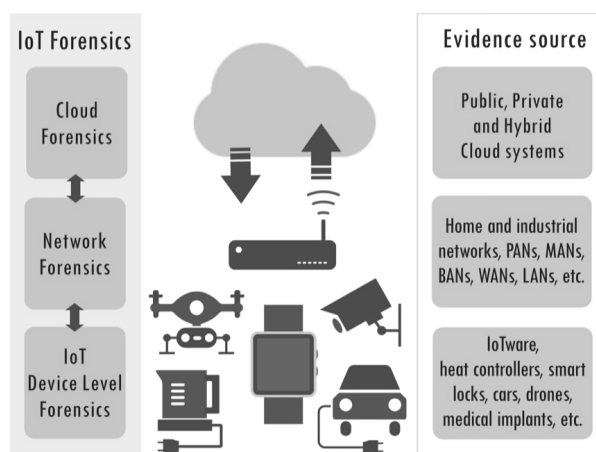 IoT Forensics
Cloud
Forensics
Network
Forensics
IoT
Device Level
Forensics
Evidence source
Public, Private
and Hybrid
Cloud systems
Home and industrial
networks, PANs, MANs,
BANs, WANs, LANs, etc.
IoTware,
heat controllers, smart
locks, cars, drones,
medical implants, etc.